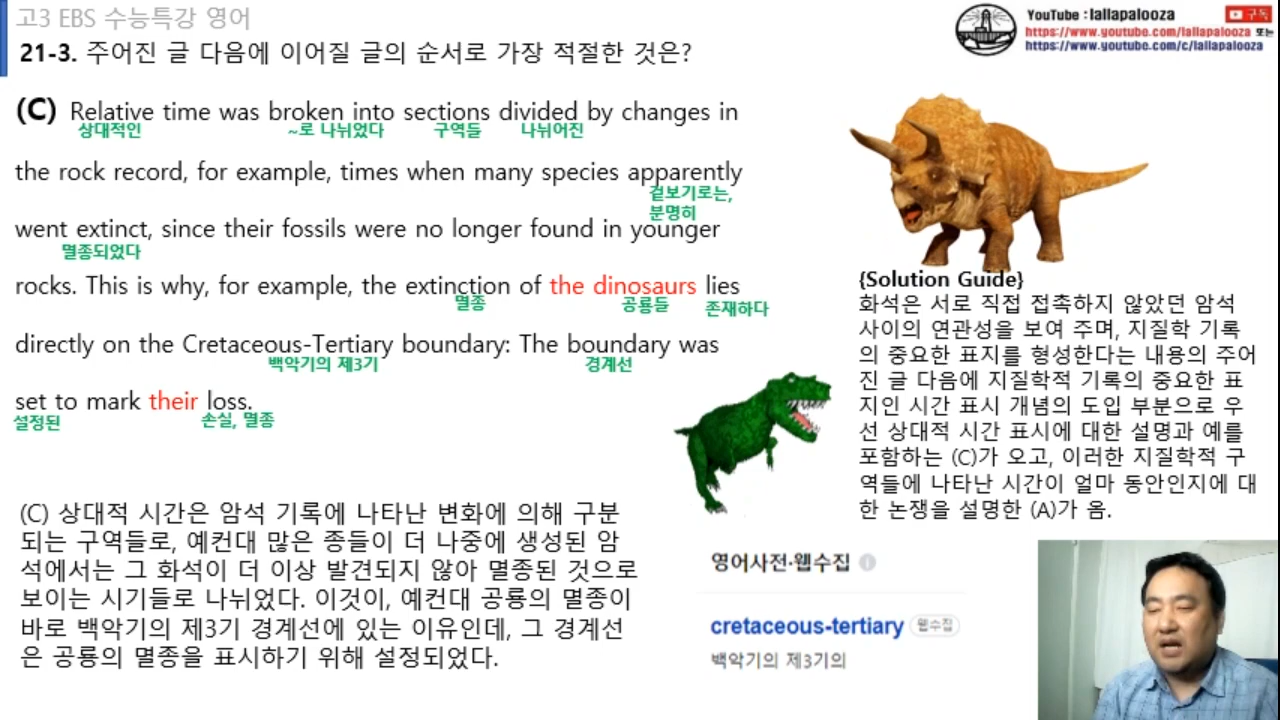 고3 EBS 수능특강 영어
21-3. 주어진 글 다음에 이어질 글의 순서로 가장 적절한 것은?
YouTube : lallapalooza
구독
https://www.youtube.com/lallapalooza 또는
https://www.youtube.com/c/lallapalooza
(C) Relative time was broken into sections divided by changes in
상대적인 ~로 나뉘었다 구역들 나뉘어진
the rock record, for example, times when many species apparently
겉보기로는,
분명히
went extinct, since their fossils were no longer found in younger
멸종되었다
rocks. This is why, for example, the extinction of the dinosaurs lies
멸종 공룡들 존재하다
directly on the Cretaceous-Tertiary boundary: The boundary was
백악기의 제3기 경계선
set to mark their loss.
설정된 손실, 멸종
{Solution Guide}
화석은 서로 직접 접촉하지 않았던 암석
사이의 연관성을 보여 주며, 지질학 기록
의 중요한 표지를 형성한다는 내용의 주어
진 글 다음에 지질학적 기록의 중요한 표
지인 시간 표시 개념의 도입 부분으로 우
선 상대적 시간 표시에 대한 설명과 예를
포함하는 (C)가 오고, 이러한 지질학적 구
역들에 나타난 시간이 얼마 동안인지에 대
한 논쟁을 설명한 (A)가 옴.
(C) 상대적 시간은 암석 기록에 나타난 변화에 의해 구분
되는 구역들로, 예컨대 많은 종들이 더 나중에 생성된 암
석에서는 그 화석이 더 이상 발견되지 않아 멸종된 것으로
보이는 시기들로 나뉘었다. 이것이, 예컨대 공룡의 멸종이
바로 백악기의 제3기 경계선에 있는 이유인데, 그 경계선
은 공룡의 멸종을 표시하기 위해 설정되었다.
영어사전·웹수집
cretaceous-tertiary 웹수집
백악기의 제3기의